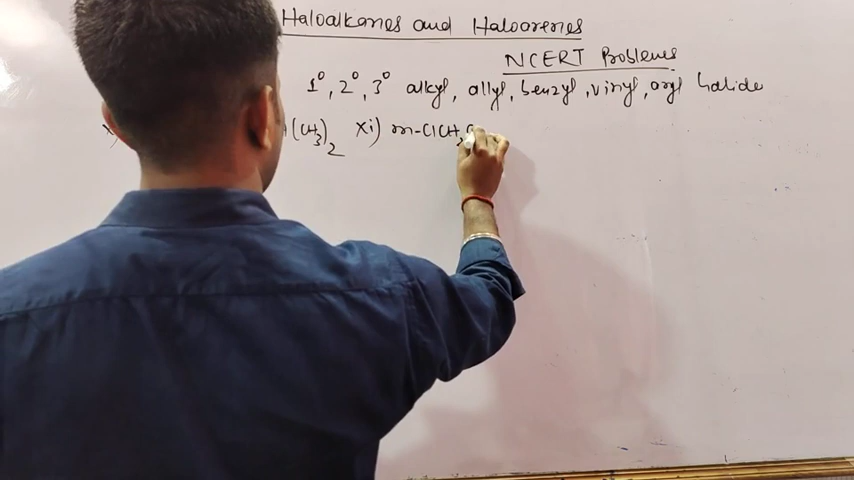 Haloalkanes and Haloarenes
NCERT Problems
1°, 2°, 3° alkyl, allyl, benzyl, vinyl, aryl halide
(CH3)2 xi) m-ClCH2